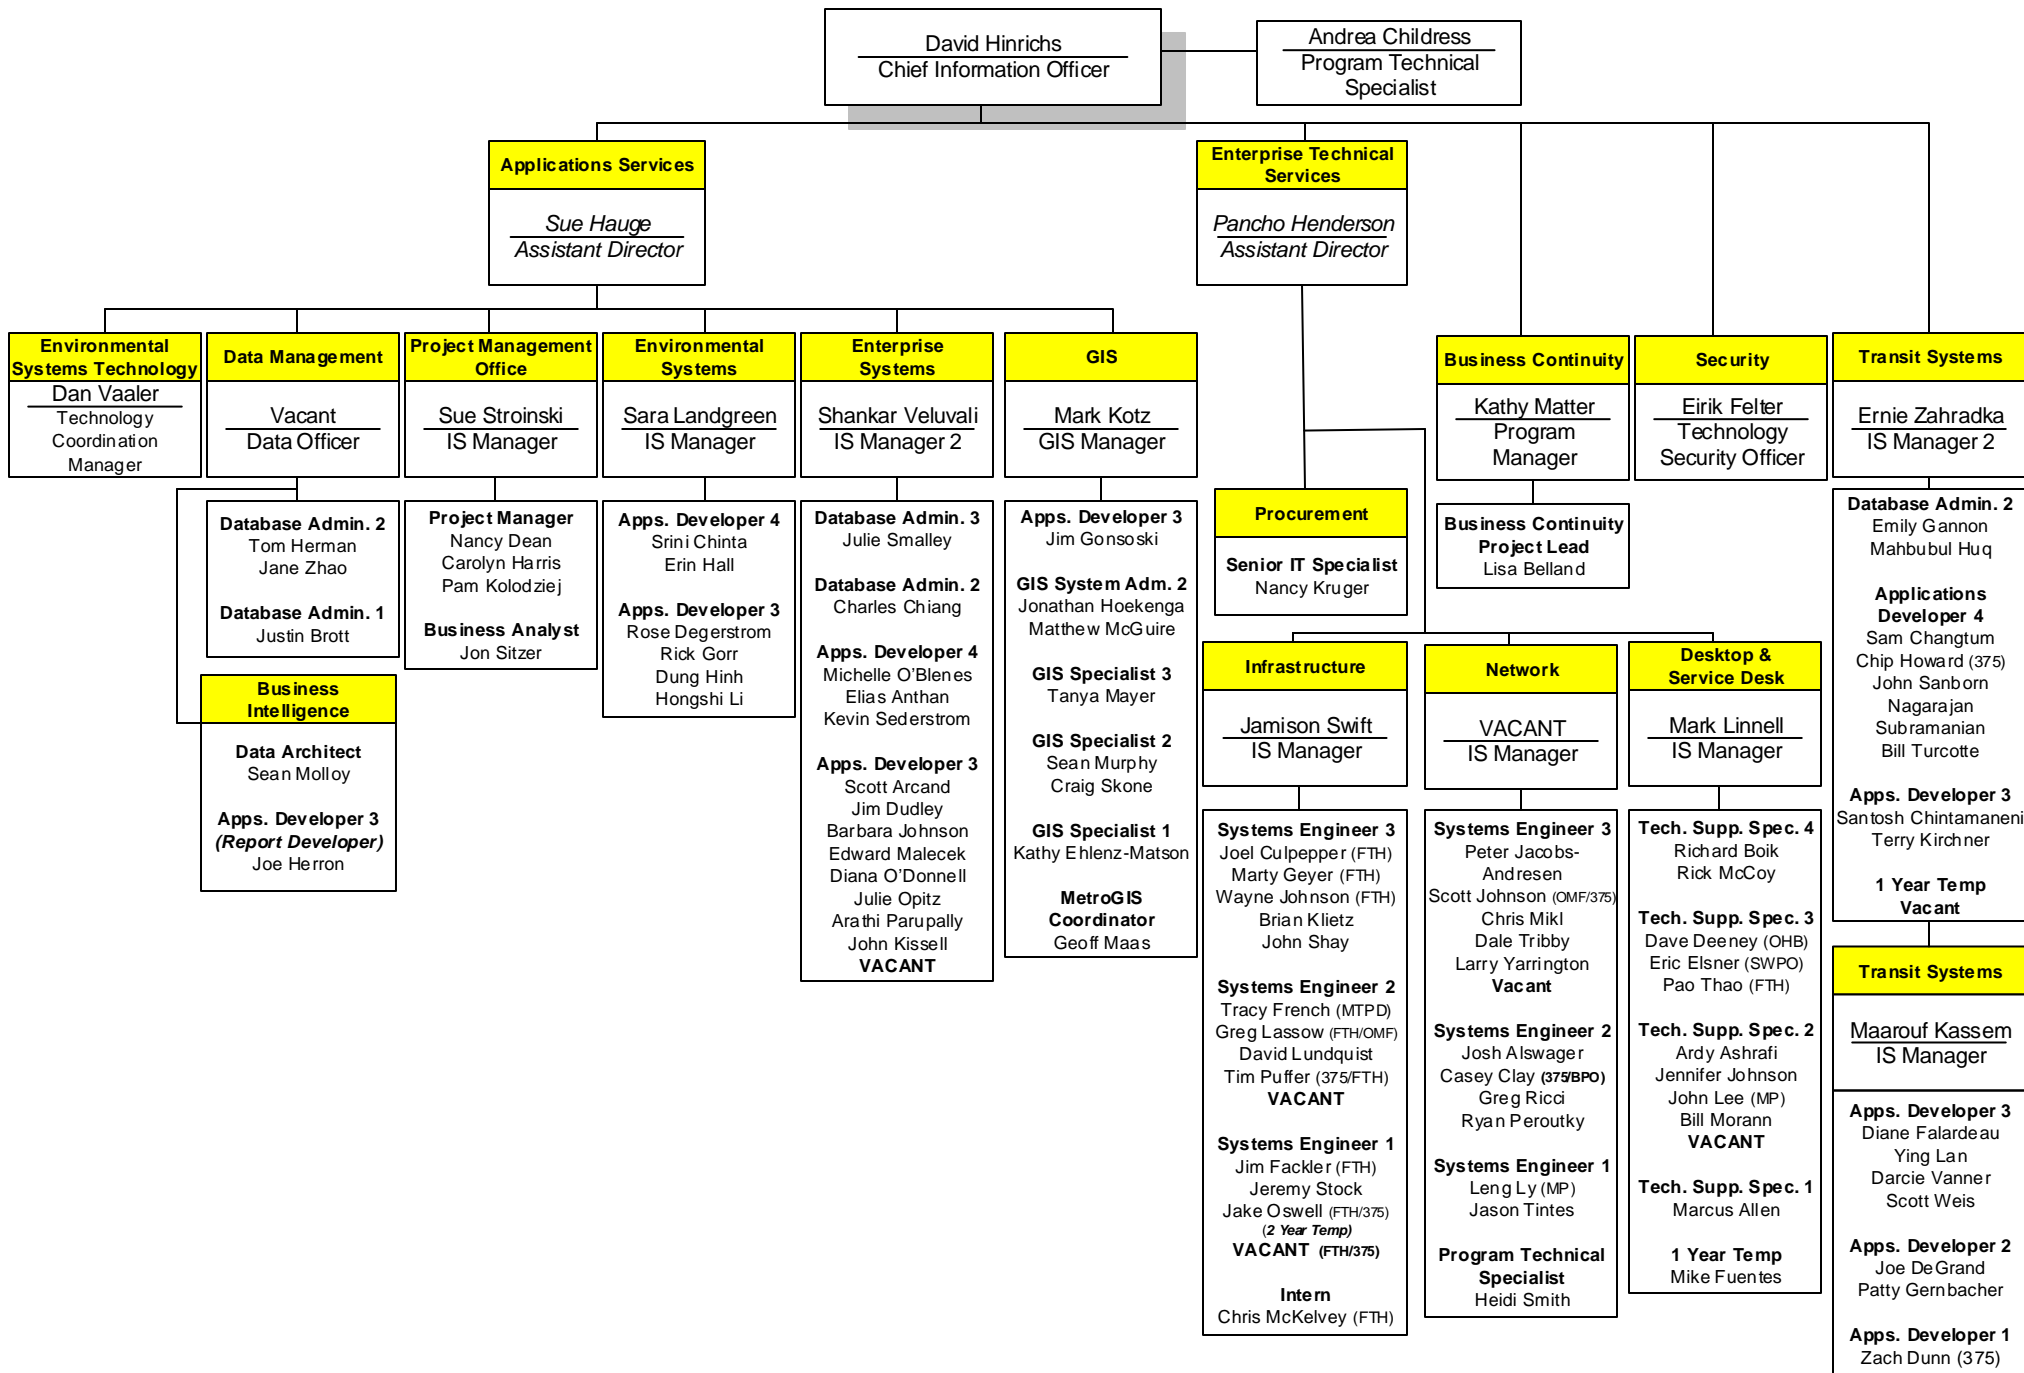 David Hinrichs
Chief Information Officer
Andrea Childress
Program Technical
Specialist
Applications Services
Sue Hauge
Assistant Director
Enterprise Technical
Services
Pancho Henderson
Assistant Director
Environmental
Systems Technology
Dan Vaaler
Technology
Coordination
Manager
Data Management
Vacant
Data Officer
Database Admin. 2
Tom Herman
Jane Zhao
Database Admin. 1
Justin Brott
Business
Intelligence
Data Architect
Sean Molloy
Apps. Developer 3
(Report Developer)
Joe Herron
Project Management
Office
Sue Stroinski
IS Manager
Project Manager
Nancy Dean
Carolyn Harris
Pam Kolodziej
Business Analyst
Jon Sitzer
Environmental
Systems
Sara Landgreen
IS Manager
Apps. Developer 4
Srini Chinta
Erin Hall
Apps. Developer 3
Rose Degerstrom
Rick Gorr
Dung Hinh
Hongshi Li
Enterprise
Systems
Shankar Veluvali
IS Manager 2
Database Admin. 3
Julie Smalley
Database Admin. 2
Charles Chiang
Apps. Developer 4
Michelle O'Blenes
Elias Anthan
Kevin Sederstrom
Apps. Developer 3
Scott Arcand
Jim Dudley
Barbara Johnson
Edward Malecek
Diana O'Donnell
Julie Opitz
Arathi Parupally
John Kissell
VACANT
GIS
Mark Kotz
GIS Manager
Apps. Developer 3
Jim Gonsoski
GIS System Adm. 2
Jonathan Hoekenga
Matthew McGuire
GIS Specialist 3
Tanya Mayer
GIS Specialist 2
Sean Murphy
Craig Skone
GIS Specialist 1
Kathy Ehlenz-Matson
MetroGIS
Coordinator
Geoff Maas
Procurement
Senior IT Specialist
Nancy Kruger
Infrastructure
Jamison Swift
IS Manager
Systems Engineer 3
Joel Culpepper (FTH)
Marty Geyer (FTH)
Wayne Johnson (FTH)
Brian Klietz
John Shay
Systems Engineer 2
Tracy French (MTPD)
Greg Lassow (FTH/OMF)
David Lundquist
Tim Puffer (375/FTH)
VACANT
Systems Engineer 1
Jim Fackler (FTH)
Jeremy Stock
Jake Oswell (FTH/375)
(2 Year Temp)
VACANT (FTH/375)
Intern
Chris McKelvey (FTH)
Network
VACANT
IS Manager
Systems Engineer 3
Peter Jacobs-
Andresen
Scott Johnson (OMF/375)
Chris Mikl
Dale Tribby
Larry Yarrington
Vacant
Systems Engineer 2
Josh Alswager
Casey Clay (375/BPO)
Greg Ricci
Ryan Peroutky
Systems Engineer 1
Leng Ly (MP)
Jason Tintes
Program Technical
Specialist
Heidi Smith
Desktop &
Service Desk
Mark Linnell
IS Manager
Tech. Supp. Spec. 4
Richard Boik
Rick McCoy
Tech. Supp. Spec. 3
Dave Deeney (OHB)
Eric Elsner (SWPO)
Pao Thao (FTH)
Tech. Supp. Spec. 2
Ardy Ashrafi
Jennifer Johnson
John Lee (MP)
Bill Morann
VACANT
Tech. Supp. Spec. 1
Marcus Allen
1 Year Temp
Mike Fuentes
Business Continuity
Kathy Matter
Program
Manager
Business Continuity
Project Lead
Lisa Belland
Security
Eirik Felter
Technology
Security Officer
Transit Systems
Ernie Zahradka
IS Manager 2
Database Admin. 2
Emily Gannon
Mahbubul Huq
Applications
Developer 4
Sam Changtum
Chip Howard (375)
John Sanborn
Nagarajan
Subramanian
Bill Turcotte
Apps. Developer 3
Santosh Chintamaneni
Terry Kirchner
1 Year Temp
Vacant
Transit Systems
Maarouf Kassem
IS Manager
Apps. Developer 3
Diane Falardeau
Ying Lan
Darcie Vanner
Scott Weis
Apps. Developer 2
Joe DeGrand
Patty Gernbacher
Apps. Developer 1
Zach Dunn (375)